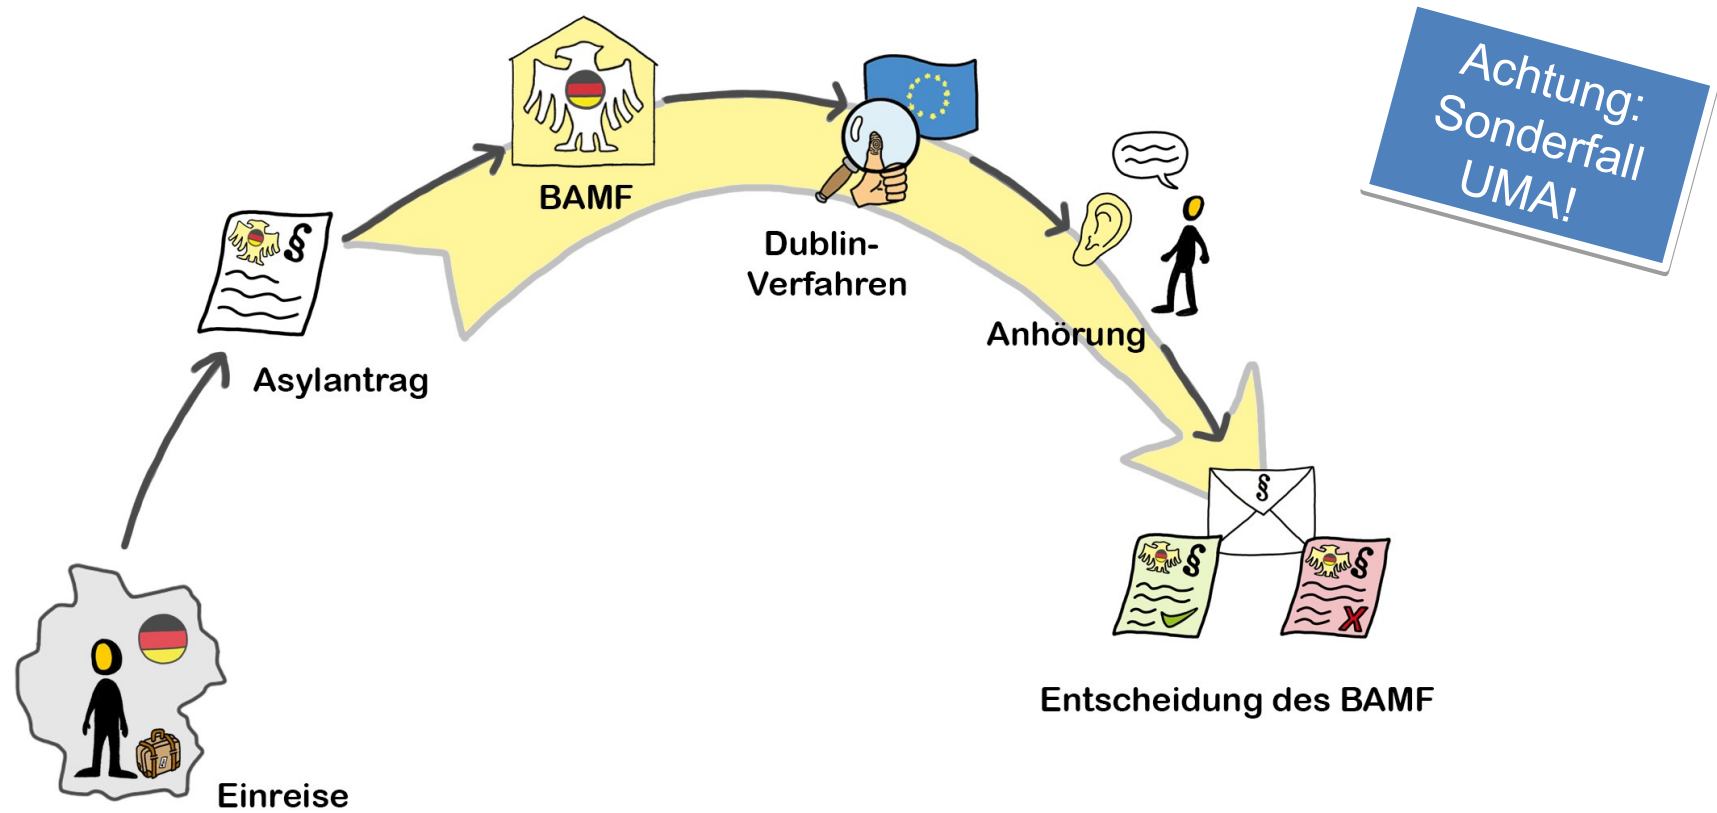 Achtung:
Sonderfall
UMA!
BAMF
Dublin-
Verfahren
Anhörung
§
Asylantrag
§
§
§
Entscheidung des BAMF
Einreise